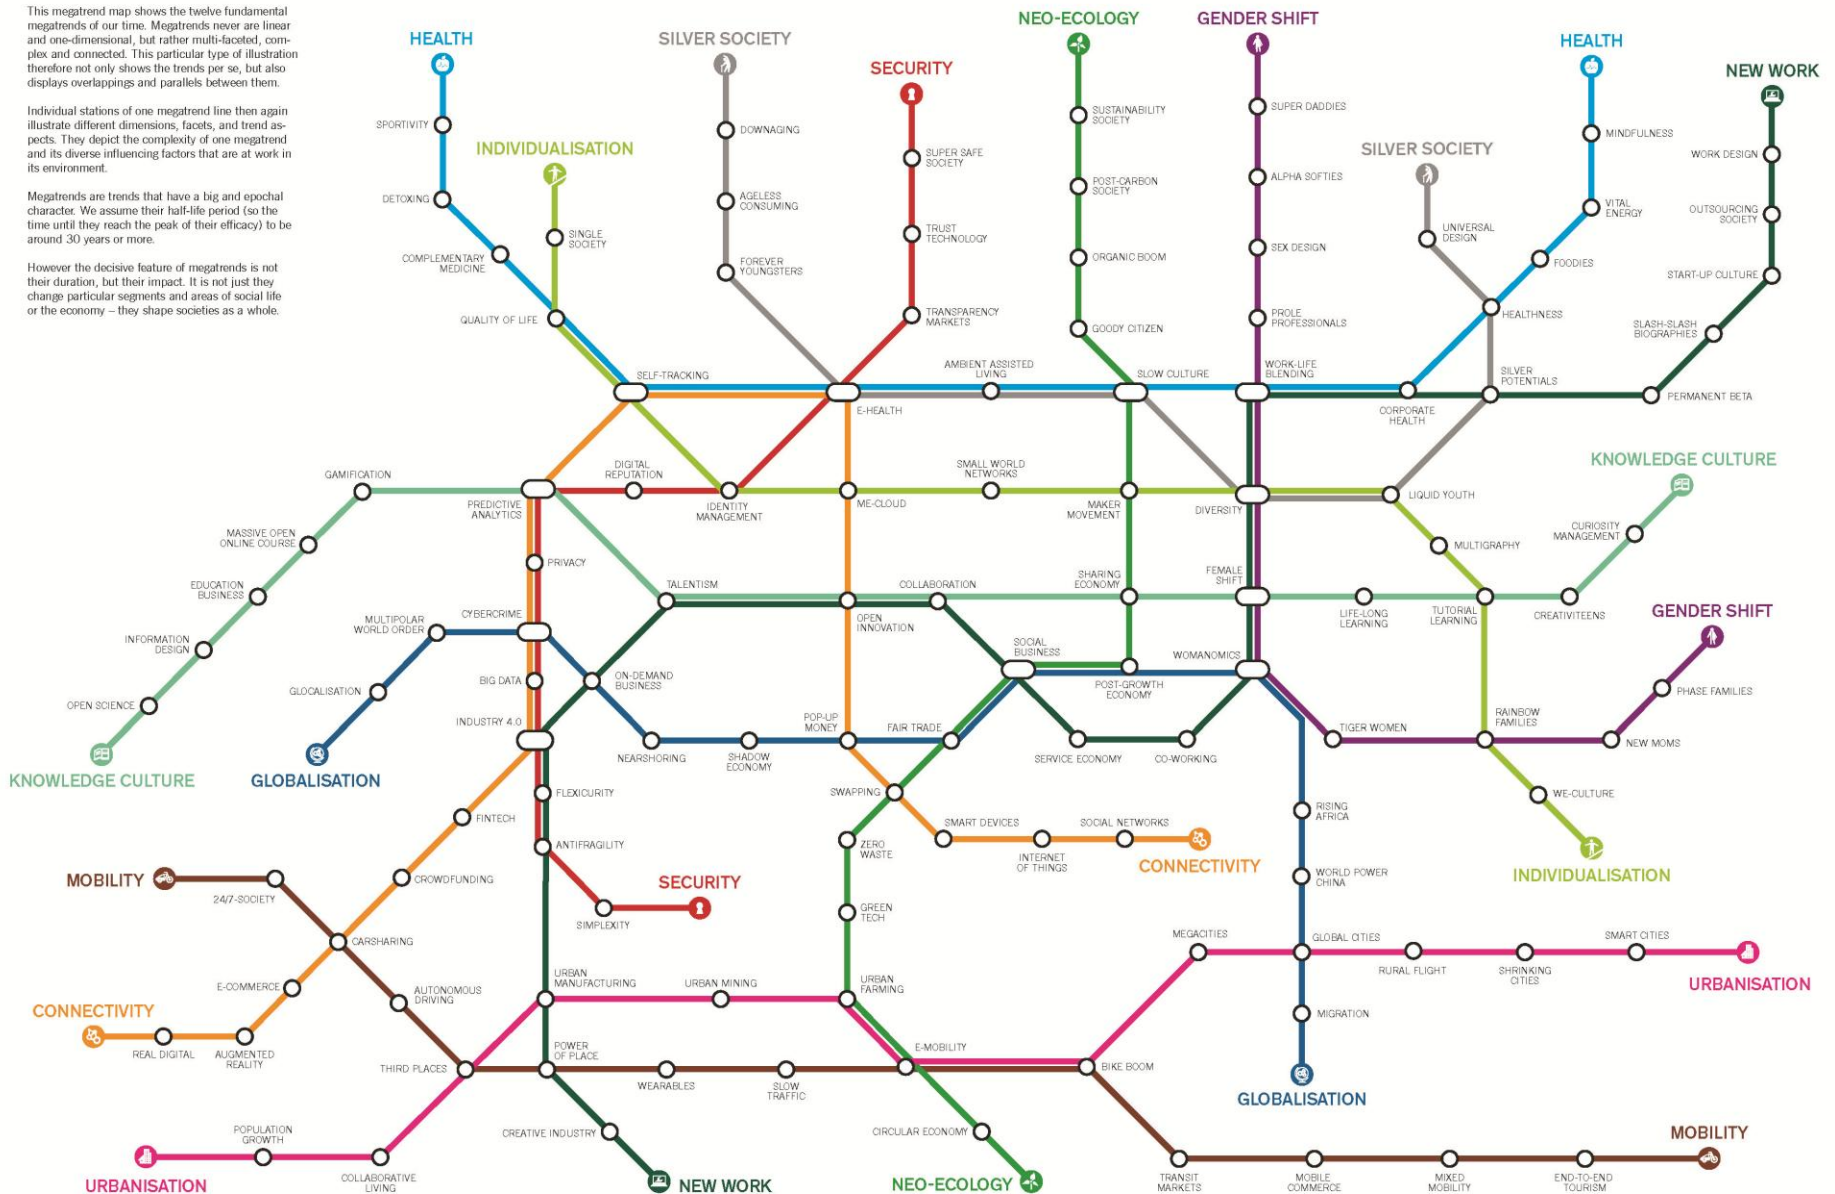 This megatrend map shows the twelve fundamental
megatrends of our time. Megatrends never are linear
and one-dimensional, but rather multi-faceted, com-
plex and connected. This particular type of illustration
therefore not only shows the trends per se, but also
displays overlappings and parallels between them.
Individual stations of one megatrend line then again
illustrate different dimensions, facets, and trend as-
pects. They depict the complexity of one megatrend
and its diverse influencing factors that are at work in
its environment.
Megatrends are trends that have a big and epochal
character. We assume their half-life period (so the
time until they reach the peak of their efficacy) to be
around 30 years or more.
However the decisive feature of megatrends is not
their duration, but their impact. It is not just they
change particular segments and areas of social life
or the economy – they shape societies as a whole.
HEALTH
SILVER SOCIETY
SECURITY
NEO-ECOLOGY
GENDER SHIFT
HEALTH
NEW WORK
INDIVIDUALISATION
SILVER SOCIETY
SPORTIVITY
DETOXING
COMPLEMENTARY
MEDICINE
QUALITY OF LIFE
SINGLE
SOCIETY
DOWNAGING
AGELESS
CONSUMING
FOREVER
YOUNGSTERS
SUPER SAFE
SOCIETY
TRUST
TECHNOLOGY
TRANSPARENCY
MARKETS
SUSTAINABILITY
SOCIETY
POST-CARBON
SOCIETY
ORGANIC BOOM
GOODY CITIZEN
SUPER DADDIES
ALPHA SOFTIES
SEX DESIGN
PROLE
PROFESSIONALS
UNIVERSAL
DESIGN
MINDFULNESS
VITAL
ENERGY
FOODIES
HEALTHNESS
WORK DESIGN
OUTSOURCING
SOCIETY
START-UP CULTURE
SLASH-SLASH
BIOGRAPHIES
PERMANENT BETA
SELF-TRACKING
E-HEALTH
AMBIENT ASSISTED
LIVING
SLOW CULTURE
WORK-LIFE
BLENDING
CORPORATE
HEALTH
SILVER
POTENTIALS
KNOWLEDGE CULTURE
GAMIFICATION
PREDICTIVE
ANALYTICS
DIGITAL
REPUTATION
IDENTITY
MANAGEMENT
ME-CLOUD
SMALL WORLD
NETWORKS
MAKER
MOVEMENT
DIVERSITY
LIQUID YOUTH
CURIOSITY
MANAGEMENT
MASSIVE OPEN
ONLINE COURSE
PRIVACY
MULTIGRAPHY
EDUCATION
BUSINESS
TALENTISM
COLLABORATION
SHARING
ECONOMY
FEMALE
SHIFT
OPEN
INNOVATION
LIFE-LONG
LEARNING
TUTORIAL
LEARNING
CREATIVITEENS
GENDER SHIFT
MULTIPOLAR
WORLD ORDER
CYBERCRIME
INFORMATION
DESIGN
SOCIAL
BUSINESS
WOMANOMICS
POST-GROWTH
ECONOMY
GLOCALISATION
BIG DATA
ON-DEMAND
BUSINESS
PHASE FAMILIES
OPEN SCIENCE
INDUSTRY 4.0
POP-UP
MONEY
FAIR TRADE
TIGER WOMEN
RAINBOW
FAMILIES
NEW MOMS
NEARSHORING
SHADOW
ECONOMY
SERVICE ECONOMY
CO-WORKING
KNOWLEDGE CULTURE
GLOBALISATION
FLEXICURITY
SWAPPING
WE-CULTURE
FINTECH
SMART DEVICES
SOCIAL NETWORKS
INTERNET
OF THINGS
RISING
AFRICA
ANTIFRAGILITY
ZERO
WASTE
CONNECTIVITY
MOBILITY
24/7-SOCIETY
CROWDFUNDING
SECURITY
WORLD POWER
CHINA
INDIVIDUALISATION
SIMPLEXITY
GREEN
TECH
CARSHARING
MEGACITIES
GLOBAL CITIES
RURAL FLIGHT
SHRINKING
CITIES
SMART CITIES
URBANISATION
E-COMMERCE
AUTONOMOUS
DRIVING
URBAN
MANUFACTURING
URBAN MINING
URBAN
FARMING
CONNECTIVITY
MIGRATION
REAL DIGITAL
AUGMENTED
REALITY
THIRD PLACES
POWER
OF PLACE
WEARABLES
SLOW
TRAFFIC
E-MOBILITY
BIKE BOOM
GLOBALISATION
POPULATION
GROWTH
CREATIVE INDUSTRY
CIRCULAR ECONOMY
MOBILITY
URBANISATION
COLLABORATIVE
LIVING
NEW WORK
NEO-ECOLOGY
TRANSIT
MARKETS
MOBILE
COMMERCE
MIXED
MOBILITY
END-TO-END
TOURISM